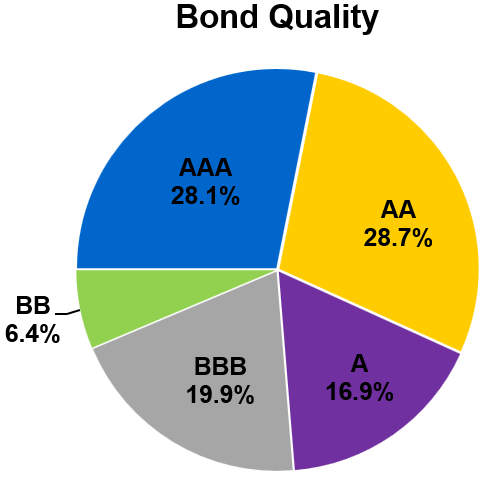 Bond Quality
AAA
28.1%
AA
28.7%
BB
6.4%
BBB
19.9%
A
16.9%